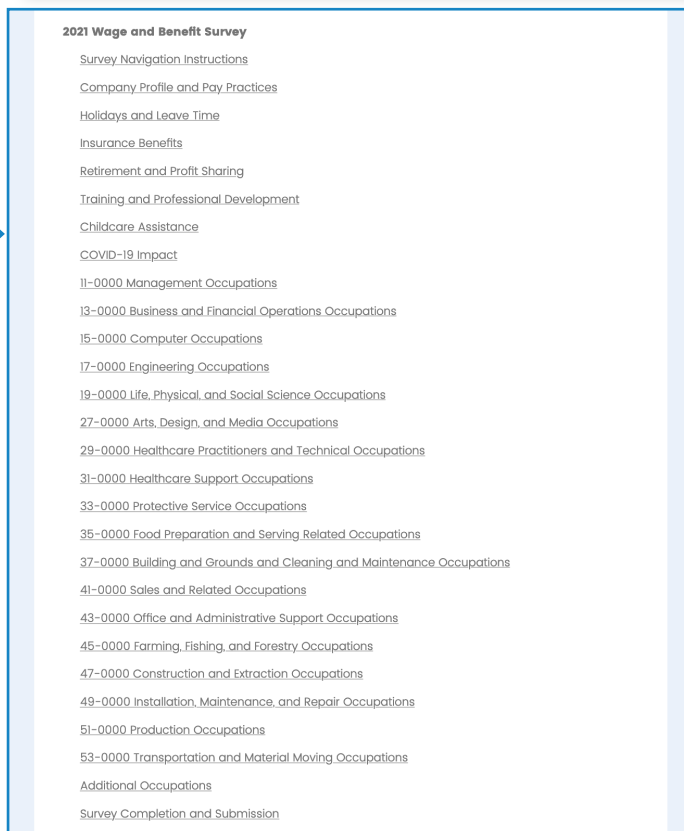 2021 Wage and Benefit Survey
Survey Navigation Instructions
Company Profile and Pay Practices
Holidays and Leave Time
Insurance Benefits
Retirement and Profit Sharing
Training and Professional Development
Childcare Assistance
COVID-19 Impact
11-0000 Management Occupations
13-0000 Business and Financial Operations Occupations
15-0000 Computer Occupations
17-0000 Engineering Occupations
19-0000 Life, Physical, and Social Science Occupations
27-0000 Arts, Design, and Media Occupations
29-0000 Healthcare Practitioners and Technical Occupations
31-0000 Healthcare Support Occupations
33-0000 Protective Service Occupations
35-0000 Food Preparation and Serving Related Occupations
37-0000 Building and Grounds and Cleaning and Maintenance Occupations
41-0000 Sales and Related Occupations
43-0000 Office and Administrative Support Occupations
45-0000 Farming, Fishing, and Forestry Occupations
47-0000 Construction and Extraction Occupations
49-0000 Installation, Maintenance, and Repair Occupations
51-0000 Production Occupations
53-0000 Transportation and Material Moving Occupations
Additional Occupations
Survey Completion and Submission